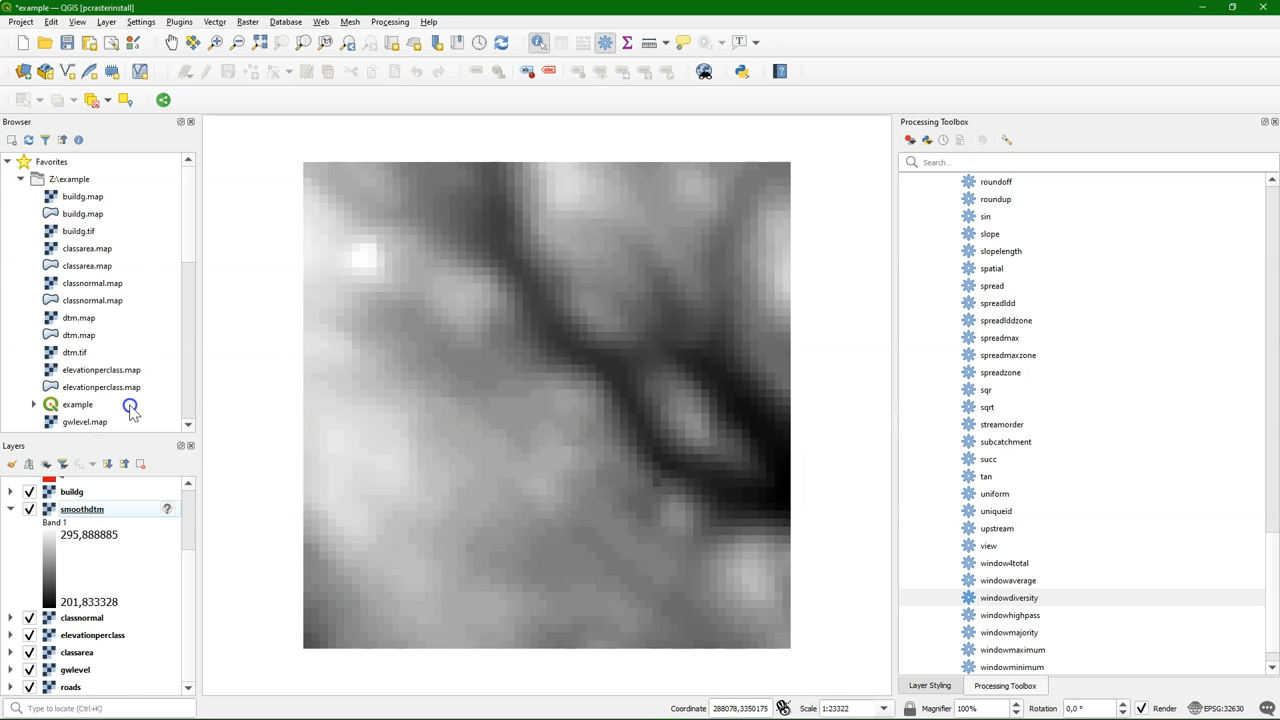 *example — QGIS [pcrasterinstall]
Project Edit View Layer Settings Plugins Vector Raster Database Web Mesh Processing Help
Browser
Favorites
Z:\example
buildg.map
buildg.map
buildg.tif
classarea.map
classarea.map
classnormal.map
classnormal.map
dtm.map
dtm.map
dtm.tif
elevationperclass.map
elevationperclass.map
example
gwlevel.map
Layers
buildg
smoothdtm
Band 1
295,888885
201,833328
classnormal
elevationperclass
classarea
gwlevel
roads
Type to locate (Ctrl+K)
Processing Toolbox
Search...
roundoff
roundup
sin
slope
slopelength
spatial
spread
spreadldd
spreadlddzone
spreadmax
spreadmaxzone
spreadzone
sqr
sqrt
streamorder
subcatchment
succ
tan
uniform
uniqueid
upstream
view
window4total
windowaverage
windowdiversity
windowhighpass
windowmajority
windowmaximum
windowminimum
Layer Styling Processing Toolbox
Coordinate 288078,3350175 Scale 1:23322 Magnifier 100% Rotation 0,0 ° Render EPSG:32630